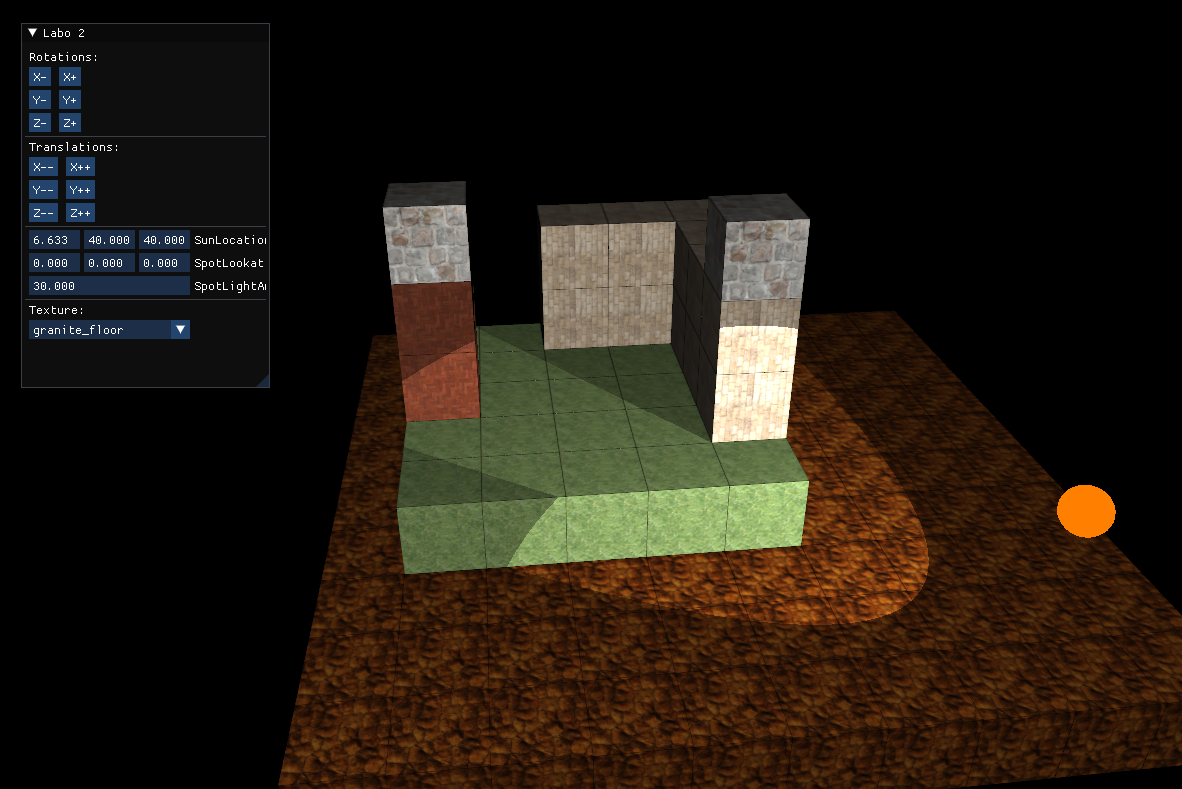 Labo 2
Rotations:
X- X+
Y- Y+
Z- Z+
Translations:
X-- X++
Y-- Y++
Z-- Z++
6.633 40.000 40.000 SunLocation
0.000 0.000 0.000 SpotLookat
30.000 SpotLightA
Texture:
granite_floor